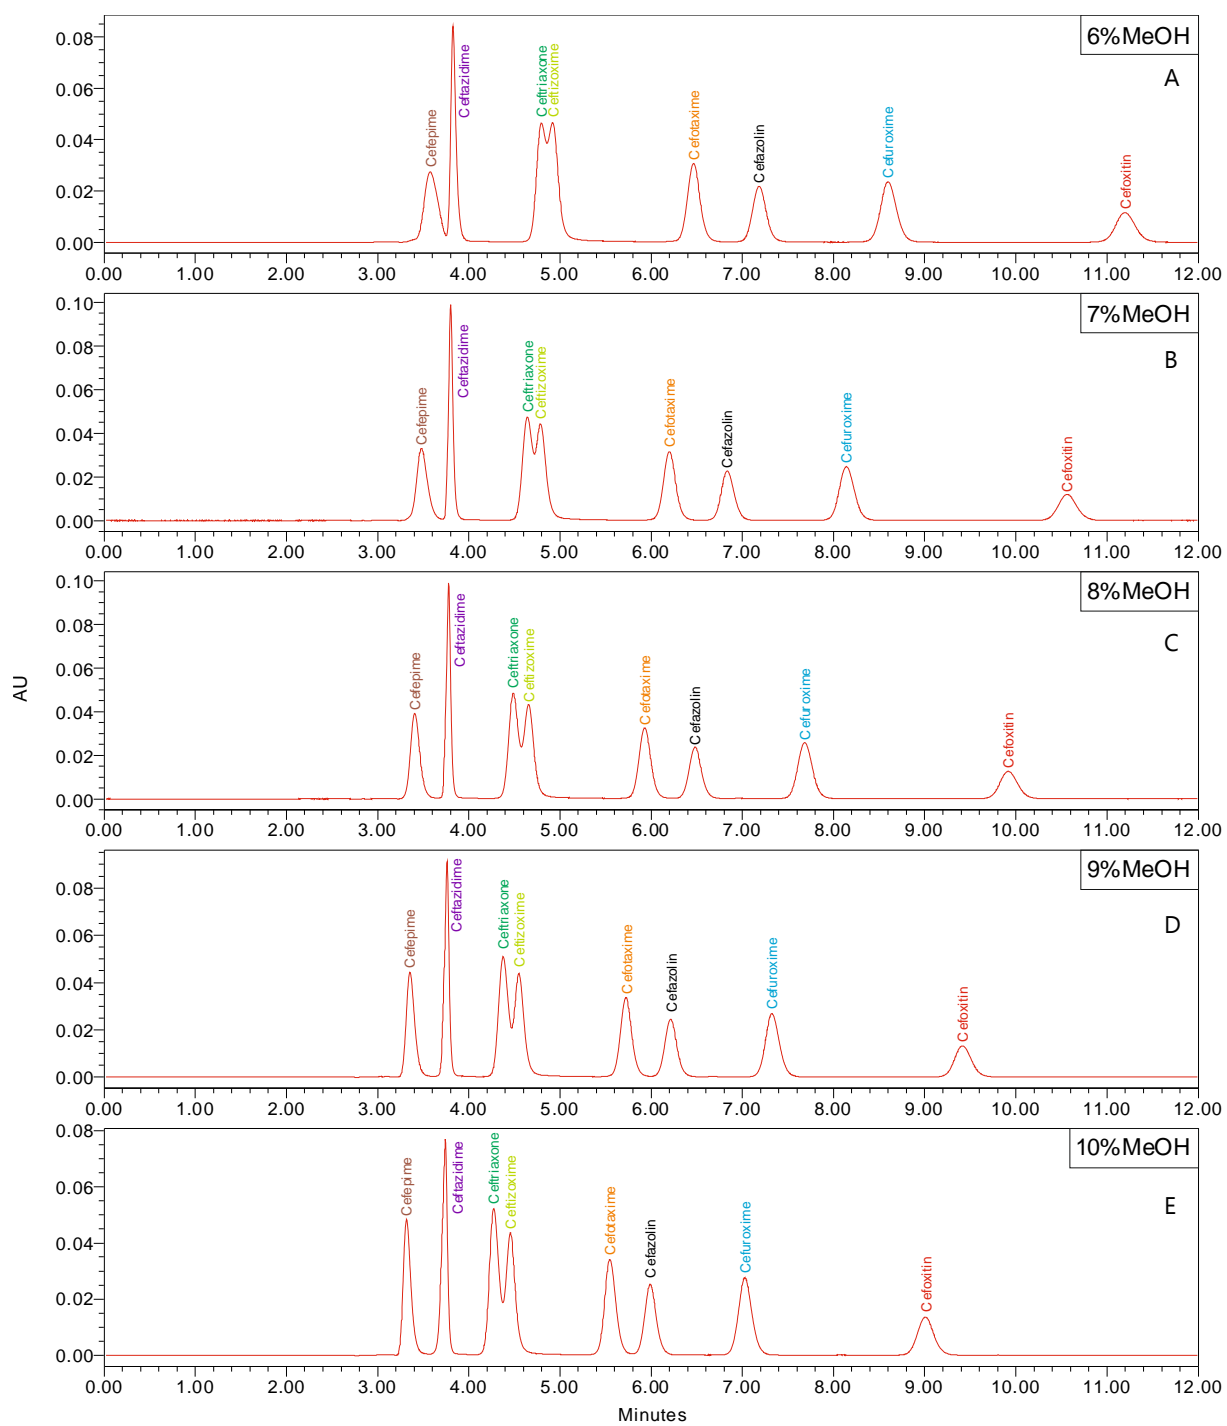 6%MeOH
A
Cefepime
Ceftazidime
Ceftriaxone
Ceftizoxime
Cefotaxime
Cefazolin
Cefuroxime
Cefoxitin
0.08
0.06
0.04
0.02
0.00
0.00 1.00 2.00 3.00 4.00 5.00 6.00 7.00 8.00 9.00 10.00 11.00 12.00
7%MeOH
B
Cefepime
Ceftazidime
Ceftriaxone
Ceftizoxime
Cefotaxime
Cefazolin
Cefuroxime
Cefoxitin
0.10
0.08
0.06
0.04
0.02
0.00
0.00 1.00 2.00 3.00 4.00 5.00 6.00 7.00 8.00 9.00 10.00 11.00 12.00
8%MeOH
C
Cefepime
Ceftazidime
Ceftriaxone
Ceftizoxime
Cefotaxime
Cefazolin
Cefuroxime
Cefoxitin
0.10
0.08
0.06
0.04
0.02
0.00
AU
0.00 1.00 2.00 3.00 4.00 5.00 6.00 7.00 8.00 9.00 10.00 11.00 12.00
9%MeOH
D
Cefepime
Ceftazidime
Ceftriaxone
Ceftizoxime
Cefotaxime
Cefazolin
Cefuroxime
Cefoxitin
0.08
0.06
0.04
0.02
0.00
0.00 1.00 2.00 3.00 4.00 5.00 6.00 7.00 8.00 9.00 10.00 11.00 12.00
10%MeOH
E
Cefepime
Ceftazidime
Ceftriaxone
Ceftizoxime
Cefotaxime
Cefazolin
Cefuroxime
Cefoxitin
0.08
0.06
0.04
0.02
0.00
0.00 1.00 2.00 3.00 4.00 5.00 6.00 7.00 8.00 9.00 10.00 11.00 12.00
Minutes